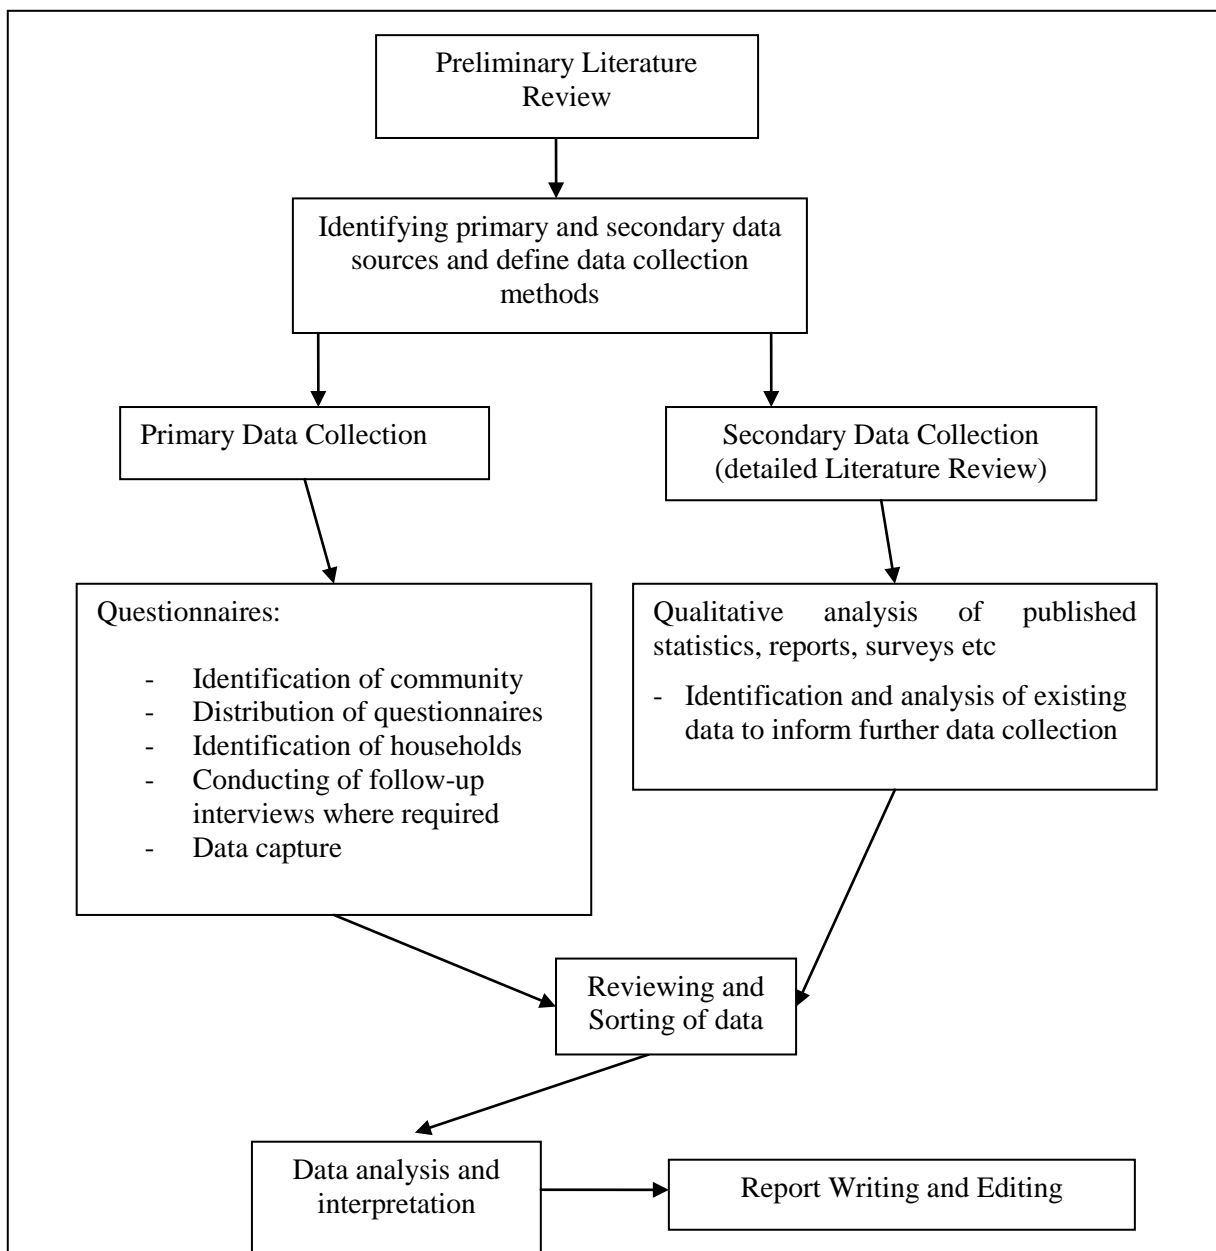 Preliminary Literature
Review
Identifying primary and secondary data
sources and define data collection
methods
Primary Data Collection
Secondary Data Collection
(detailed Literature Review)
Questionnaires:
- Identification of community
- Distribution of questionnaires
- Identification of households
- Conducting of follow-up
interviews where required
- Data capture
Qualitative analysis of published
statistics, reports, surveys etc
- Identification and analysis of existing
data to inform further data collection
Reviewing and
Sorting of data
Data analysis and
interpretation
Report Writing and Editing